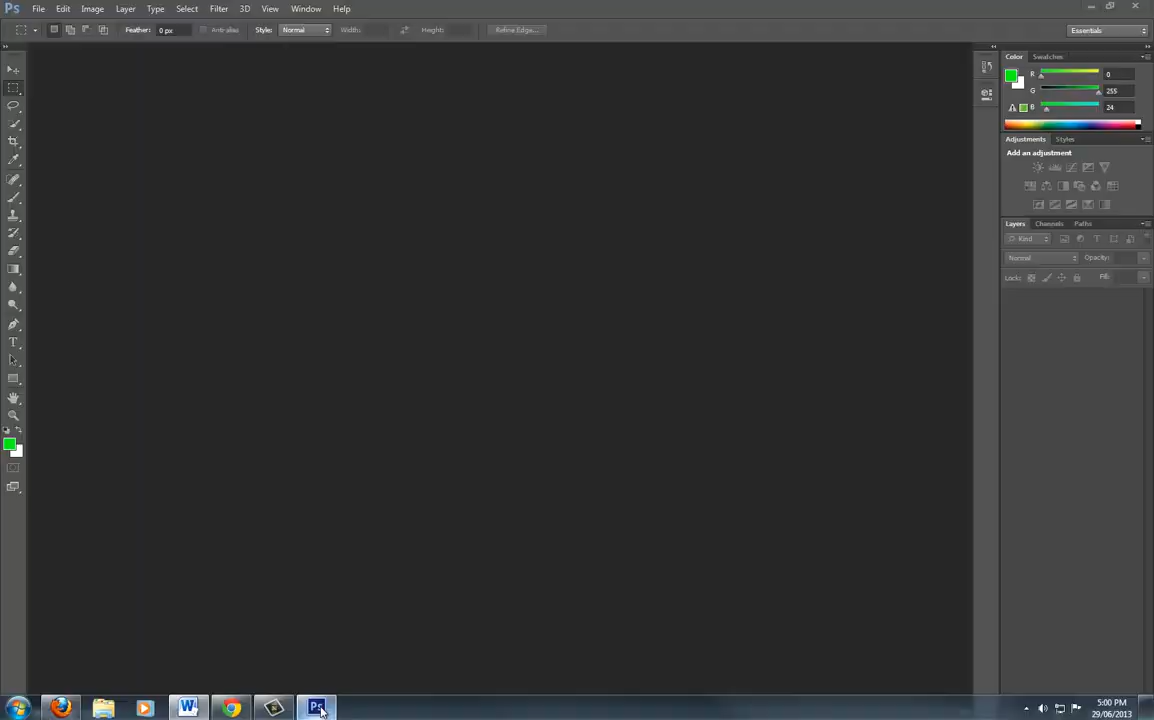 Ps File Edit Image Layer Type Select Filter 3D View Window Help
Feather: 0 px Anti-alias Style: Normal Width: Height: Refine Edge... Essentials
Color Swatches
R 0
G 255
B 24
Adjustments Styles
Add an adjustment
Layers Channels Paths
Kind
Normal Opacity:
Lock: Fill:
T
W Ps
5:00 PM
29/06/2013